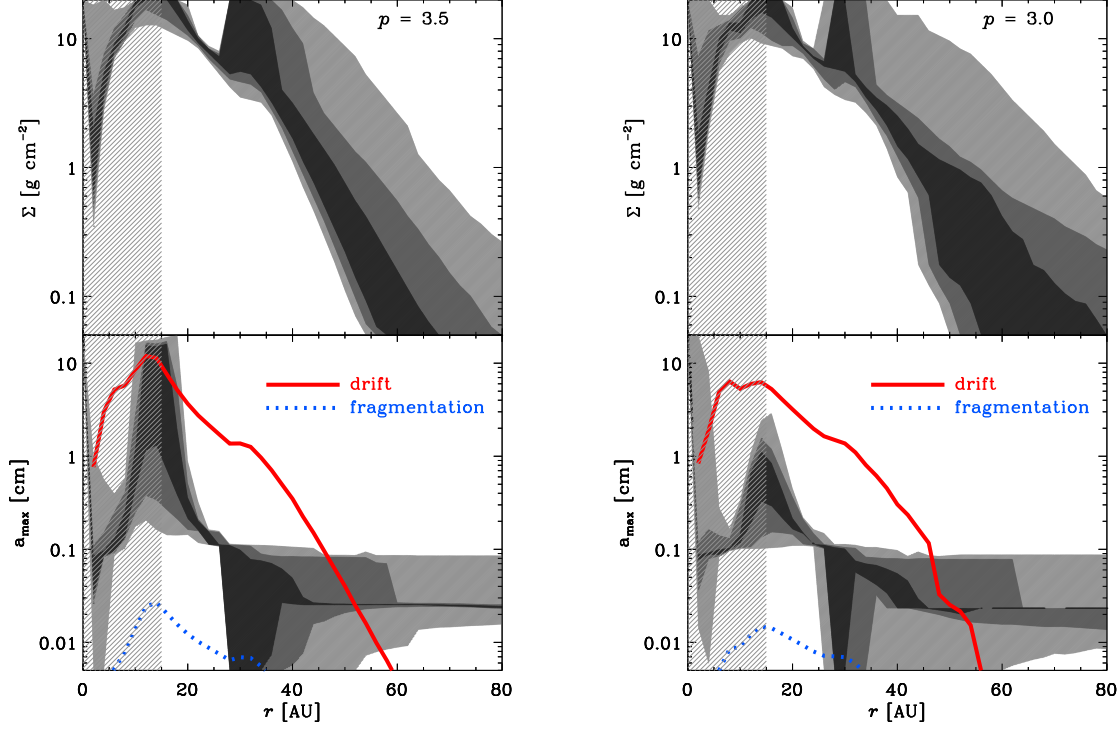 p = 3.5
p = 3.0
10
1
0.1
Σ [g cm⁻²]
10
1
0.1
Σ [g cm⁻²]
10
1
0.1
0.01
a_max [cm]
drift
fragmentation
10
1
0.1
0.01
a_max [cm]
drift
fragmentation
0 20 40 60 80
r [AU]
0 20 40 60 80
r [AU]